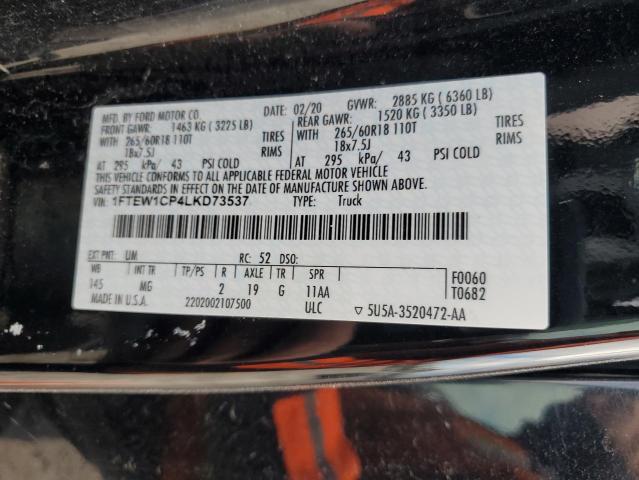 MFD. BY FORD MOTOR CO. 02/20 GVWR: 2885 KG ( 6360 LB)
FRONT GAWR: 1463 KG ( 3225 LB) REAR GAWR: 1520 KG ( 3350 LB)
WITH 265/60R18 110T TIRES WITH 265/60R18 110T TIRES
18x7.5J RIMS 18x7.5J RIMS
AT 295 kPa/ 43 PSI COLD AT 295 kPa/ 43 PSI COLD
THIS VEHICLE CONFORMS TO ALL APPLICABLE FEDERAL MOTOR VEHICLE
SAFETY STANDARDS IN EFFECT ON THE DATE OF MANUFACTURE SHOWN ABOVE.
VIN: 1FTEW1CP4LKD73537 TYPE: Truck
EXT PNT: UM RC: 52 DSO:
WB INT TR TP/PS R AXLE TR SPR F0060
145 MG 2 19 G 11AA T0682
MADE IN U.S.A. 2202002107500 ULC ▽ 5U5A-3520472-AA